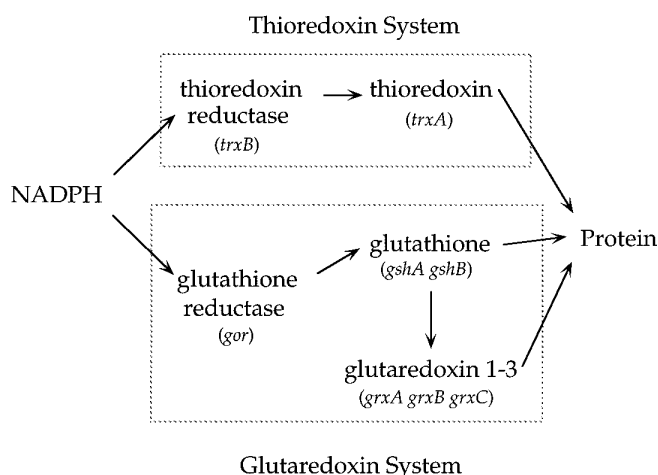 Thioredoxin System
thioredoxin
reductase
(trxB)
thioredoxin
(trxA)
NADPH
Protein
glutathione
reductase
(gor)
glutathione
(gshA gshB)
glutaredoxin 1-3
(grxA grxB grxC)
Glutaredoxin System